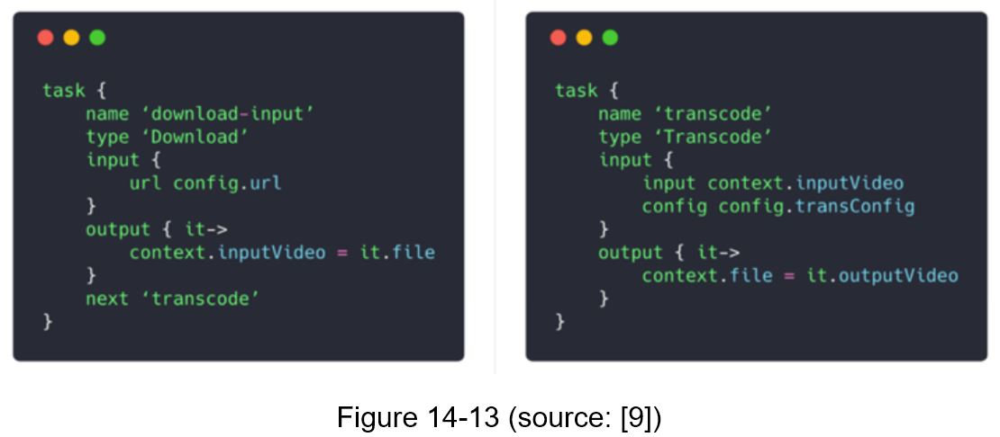 task {
name ‘download-input’
type ‘Download’
input {
url config.url
}
output { it->
context.inputVideo = it.file
}
next ‘transcode’
}
task {
name ‘transcode’
type ‘Transcode’
input {
input context.inputVideo
config config.transConfig
}
output { it->
context.file = it.outputVideo
}
}
Figure 14-13 (source: [9])